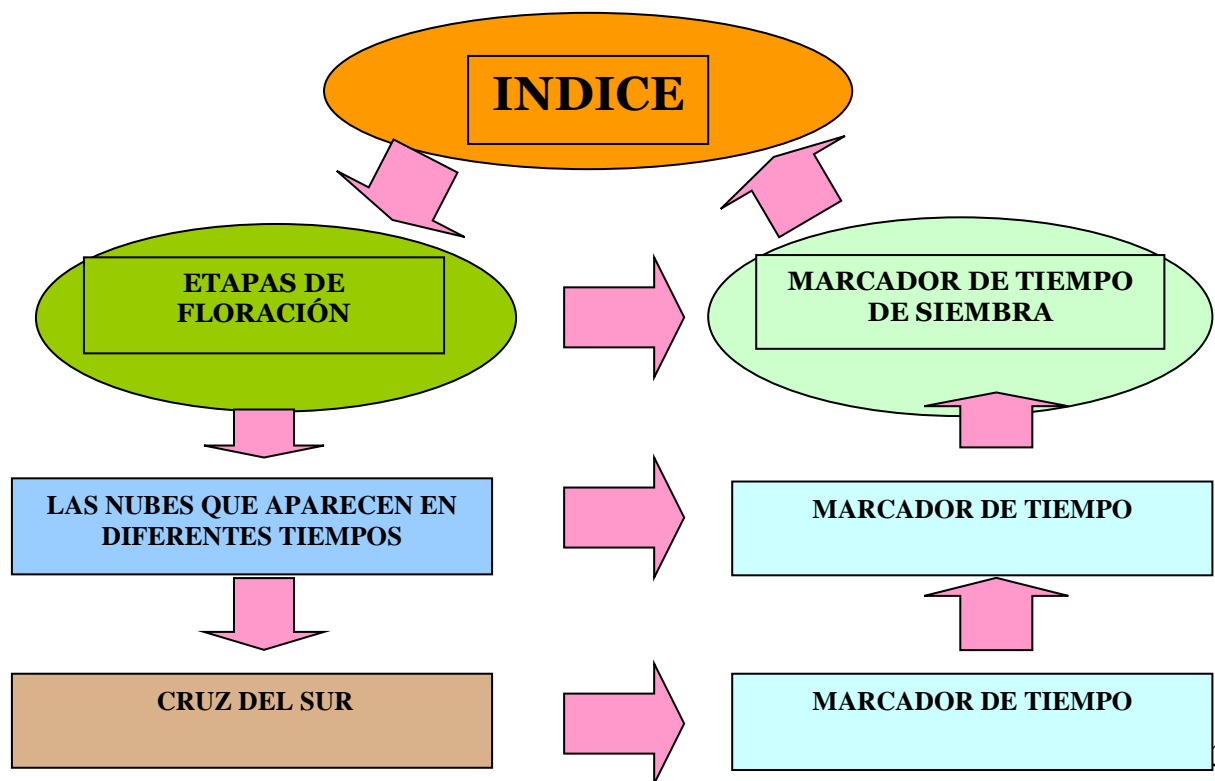 INDICE
ETAPAS DE
FLORACIÓN
MARCADOR DE TIEMPO
DE SIEMBRA
LAS NUBES QUE APARECEN EN
DIFERENTES TIEMPOS
MARCADOR DE TIEMPO
CRUZ DEL SUR
MARCADOR DE TIEMPO